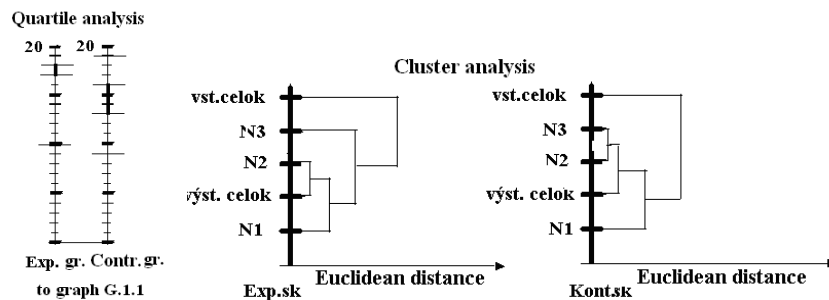 Quartile analysis
20 20
Exp. gr. Contr. gr.
to graph G.1.1
Cluster analysis
vst.celok
N3
N2
výst. celok
N1
Euclidean distance
Exp.sk
vst.celok
N3
N2
výst. celok
N1
Euclidean distance
Kont.sk